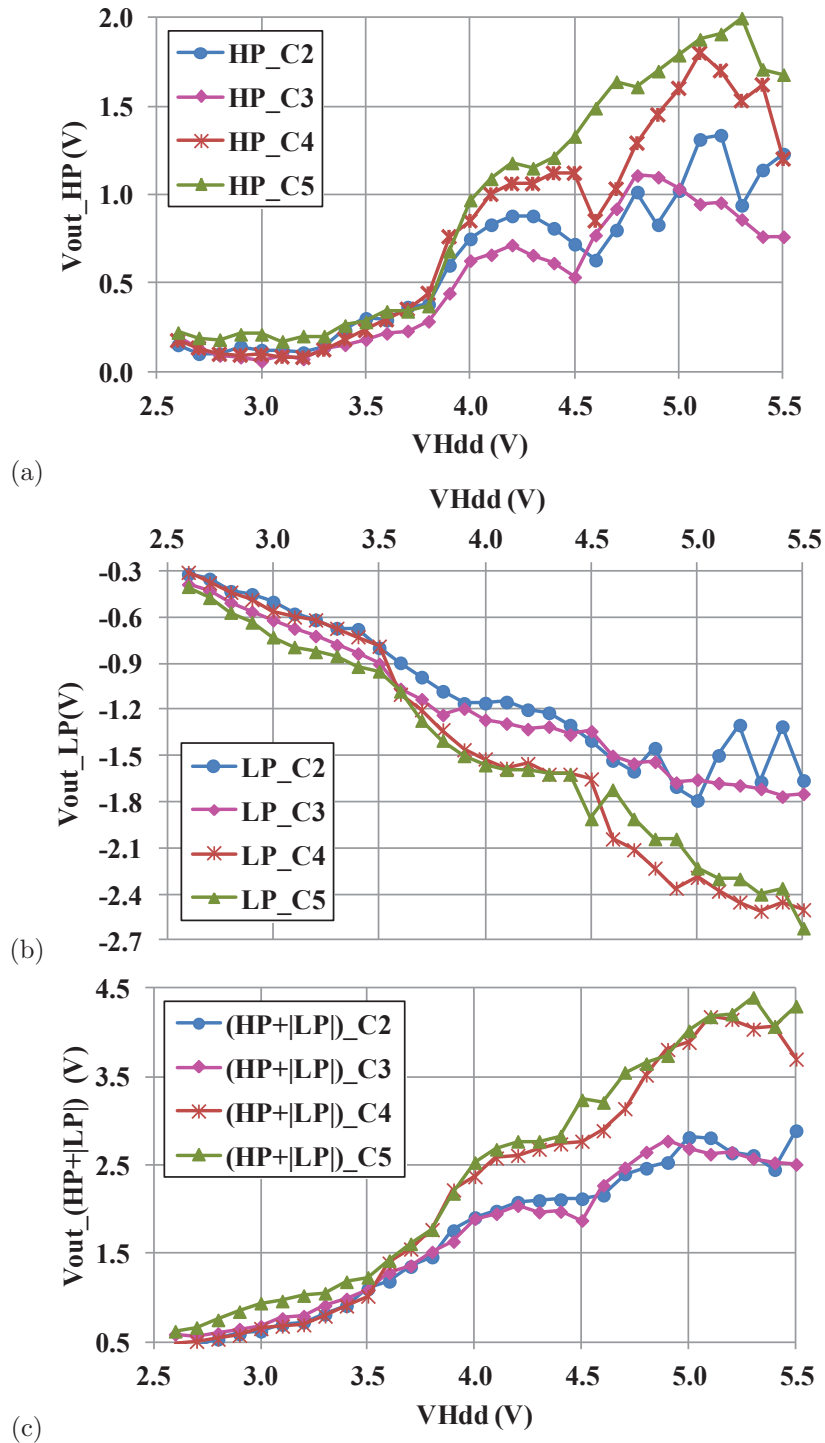 2.0
1.5
1.0
0.5
0.0
Vout_HP (V)
HP_C2
HP_C3
HP_C4
HP_C5
2.5 3.0 3.5 4.0 4.5 5.0 5.5
VHdd (V)
(a)
VHdd (V)
2.5 3.0 3.5 4.0 4.5 5.0 5.5
-0.3
-0.6
-0.9
-1.2
-1.5
-1.8
-2.1
-2.4
-2.7
Vout_LP(V)
LP_C2
LP_C3
LP_C4
LP_C5
(b)
4.5
3.5
2.5
1.5
0.5
Vout_(HP+|LP|) (V)
(HP+|LP|)_C2
(HP+|LP|)_C3
(HP+|LP|)_C4
(HP+|LP|)_C5
2.5 3.0 3.5 4.0 4.5 5.0 5.5
VHdd (V)
(c)